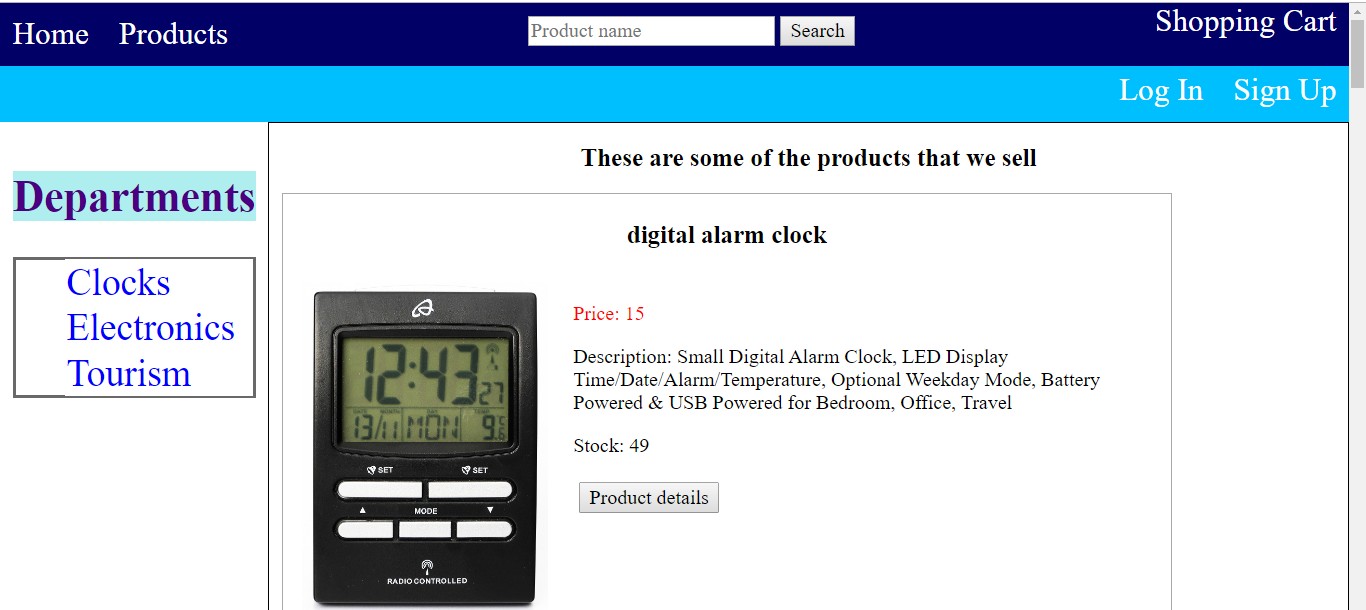 Home Products Product name Search Shopping Cart
Log In Sign Up
Departments
Clocks
Electronics
Tourism
These are some of the products that we sell
digital alarm clock
12:43 27
DATE MONTH DAY TEMP
13/11 MON 9.5
SET SET
▲ MODE ▼
RADIO CONTROLLED
Price: 15
Description: Small Digital Alarm Clock, LED Display
Time/Date/Alarm/Temperature, Optional Weekday Mode, Battery
Powered & USB Powered for Bedroom, Office, Travel
Stock: 49
Product details